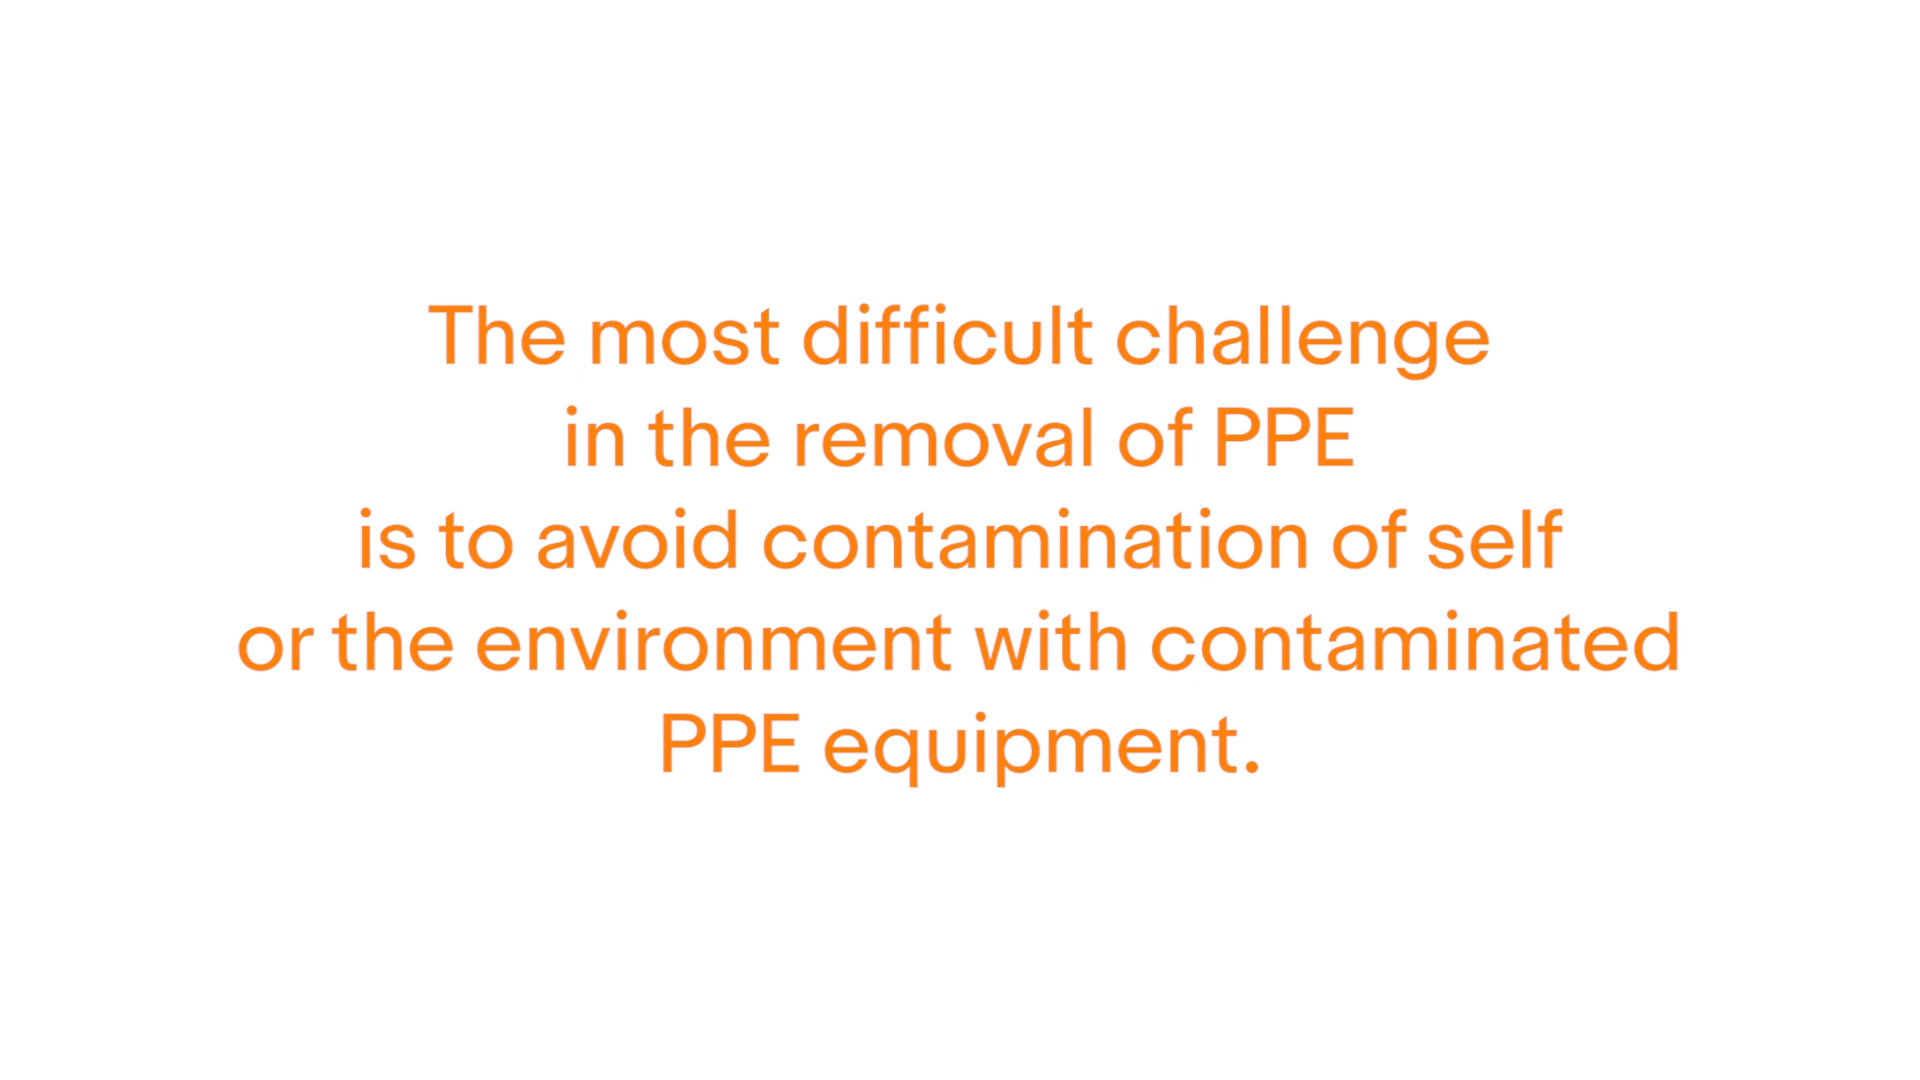 The most difficult challenge
in the removal of PPE
is to avoid contamination of self
or the environment with contaminated
PPE equipment.